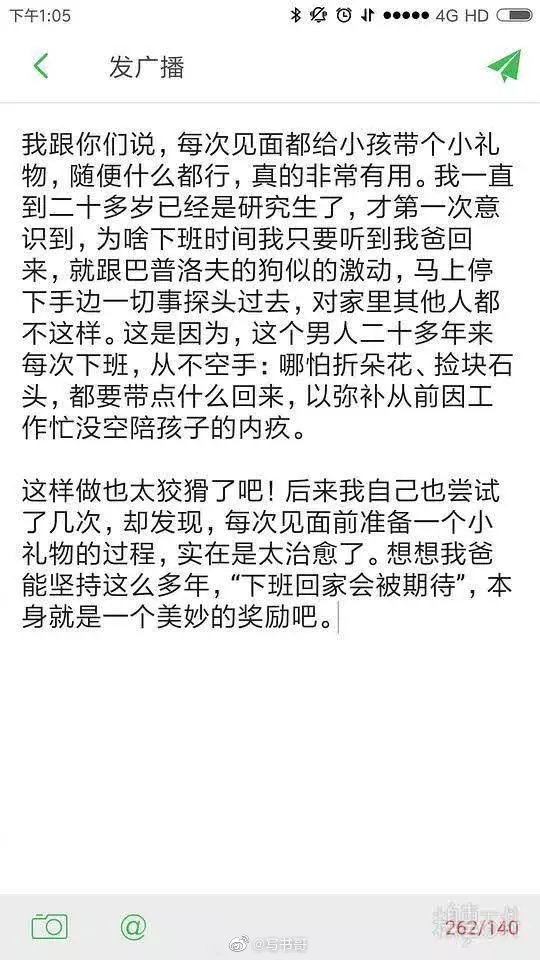 下午1:05
4G HD
发广播
我跟你们说，每次见面都给小孩带个小礼
物，随便什么都行，真的非常有用。我一直
到二十多岁已经是研究生了，才第一次意
识到，为啥下班时间我只要听到我爸回
来，就跟巴普洛夫的狗似的激动，马上停
下手边一切事探头过去，对家里其他人都
不这样。这是因为，这个男人二十多年来
每次下班，从不空手：哪怕折朵花、捡块石
头，都要带点什么回来，以弥补从前因工
作忙没空陪孩子的内疚。
这样做也太狡猾了吧！后来我自己也尝试
了几次，却发现，每次见面前准备一个小
礼物的过程，实在是太治愈了。想想我爸
能坚持这么多年，“下班回家会被期待”，本
身就是一个美妙的奖励吧。
@
@写书哥
262/140